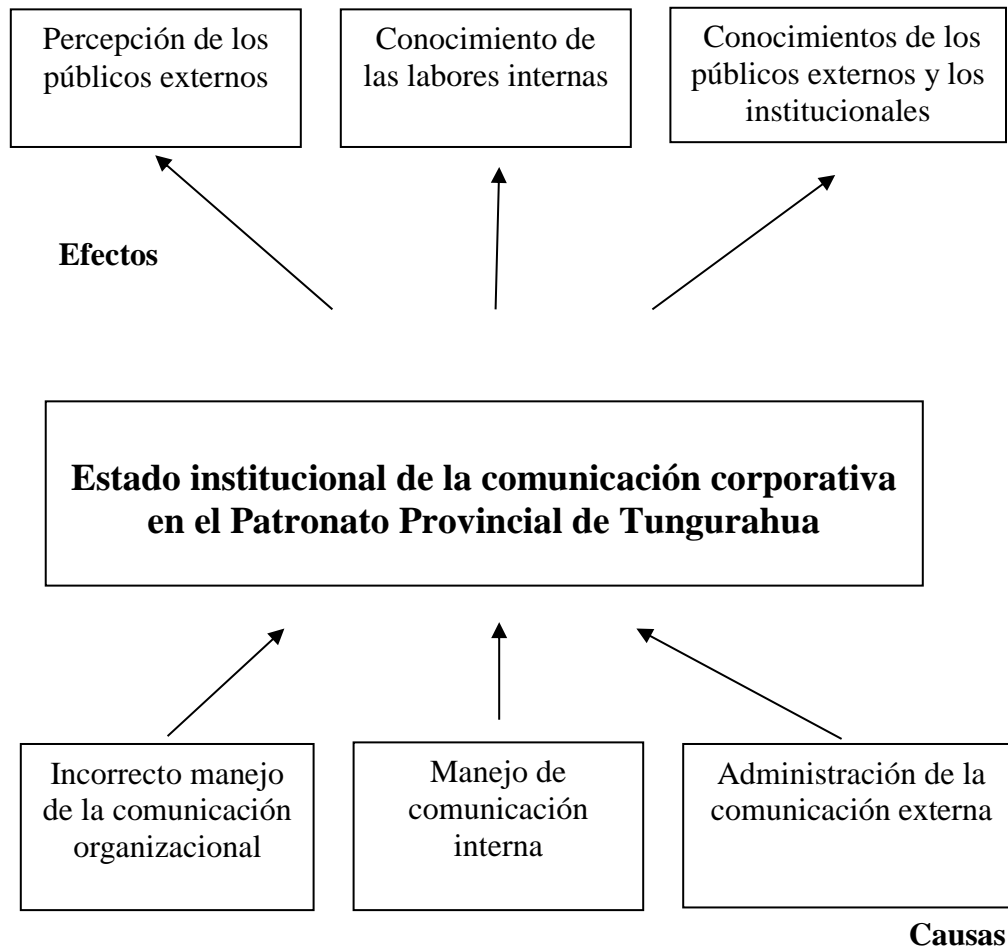 Percepción de los
públicos externos
Conocimiento de
las labores internas
Conocimientos de los
públicos externos y los
institucionales
Efectos
Estado institucional de la comunicación corporativa
en el Patronato Provincial de Tungurahua
Incorrecto manejo
de la comunicación
organizacional
Manejo de
comunicación
interna
Administración de la
comunicación externa
Causas